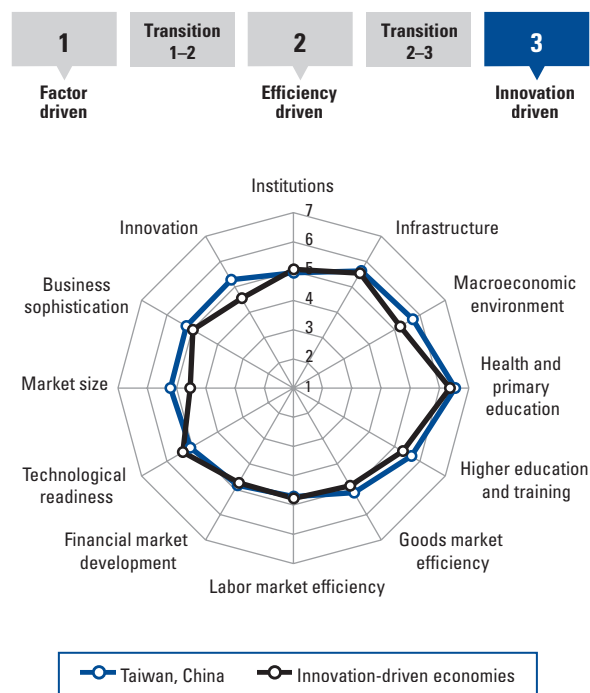 1
Transition
1–2
2
Transition
2–3
3
Factor
driven
Efficiency
driven
Innovation
driven
Institutions
7
6
5
4
3
2
1
Infrastructure
Macroeconomic
environment
Health and
primary
education
Higher education
and training
Goods market
efficiency
Labor market efficiency
Financial market
development
Technological
readiness
Market size
Business
sophistication
Innovation
Taiwan, China
Innovation-driven economies